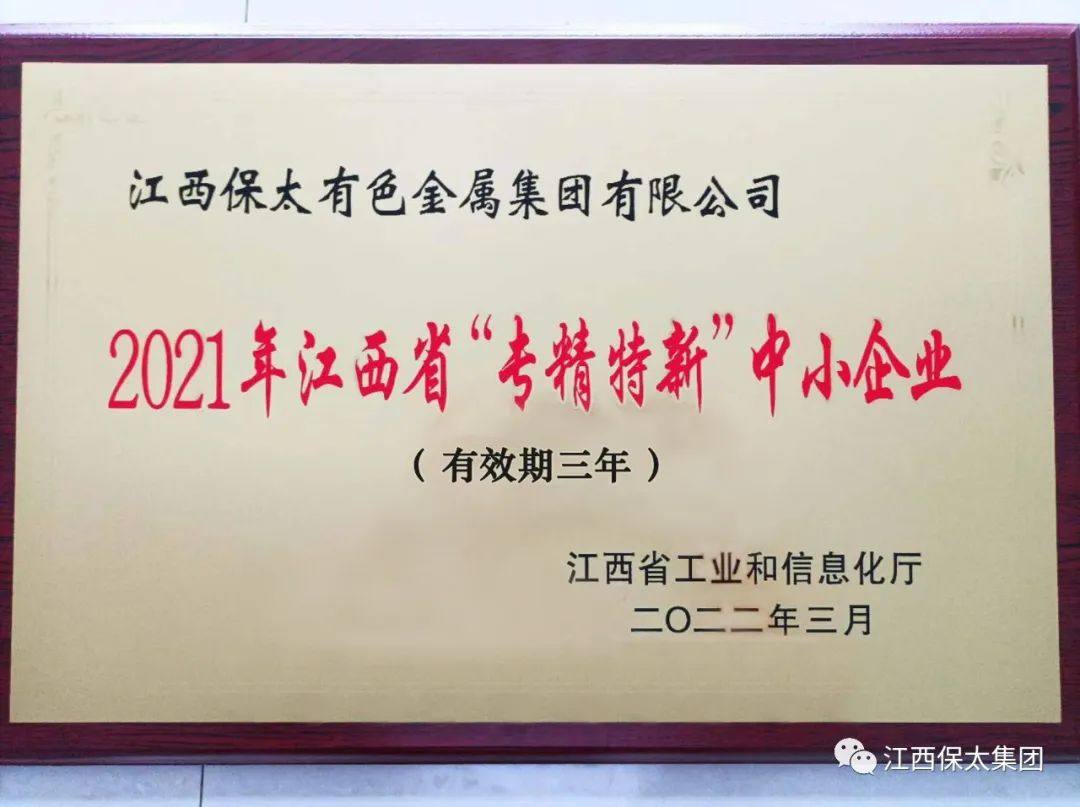 江西保太有色金属集团有限公司
2021年江西省“专精特新”中小企业
（有效期三年）
江西省工业和信息化厅
二〇二二年三月
江西保太集团